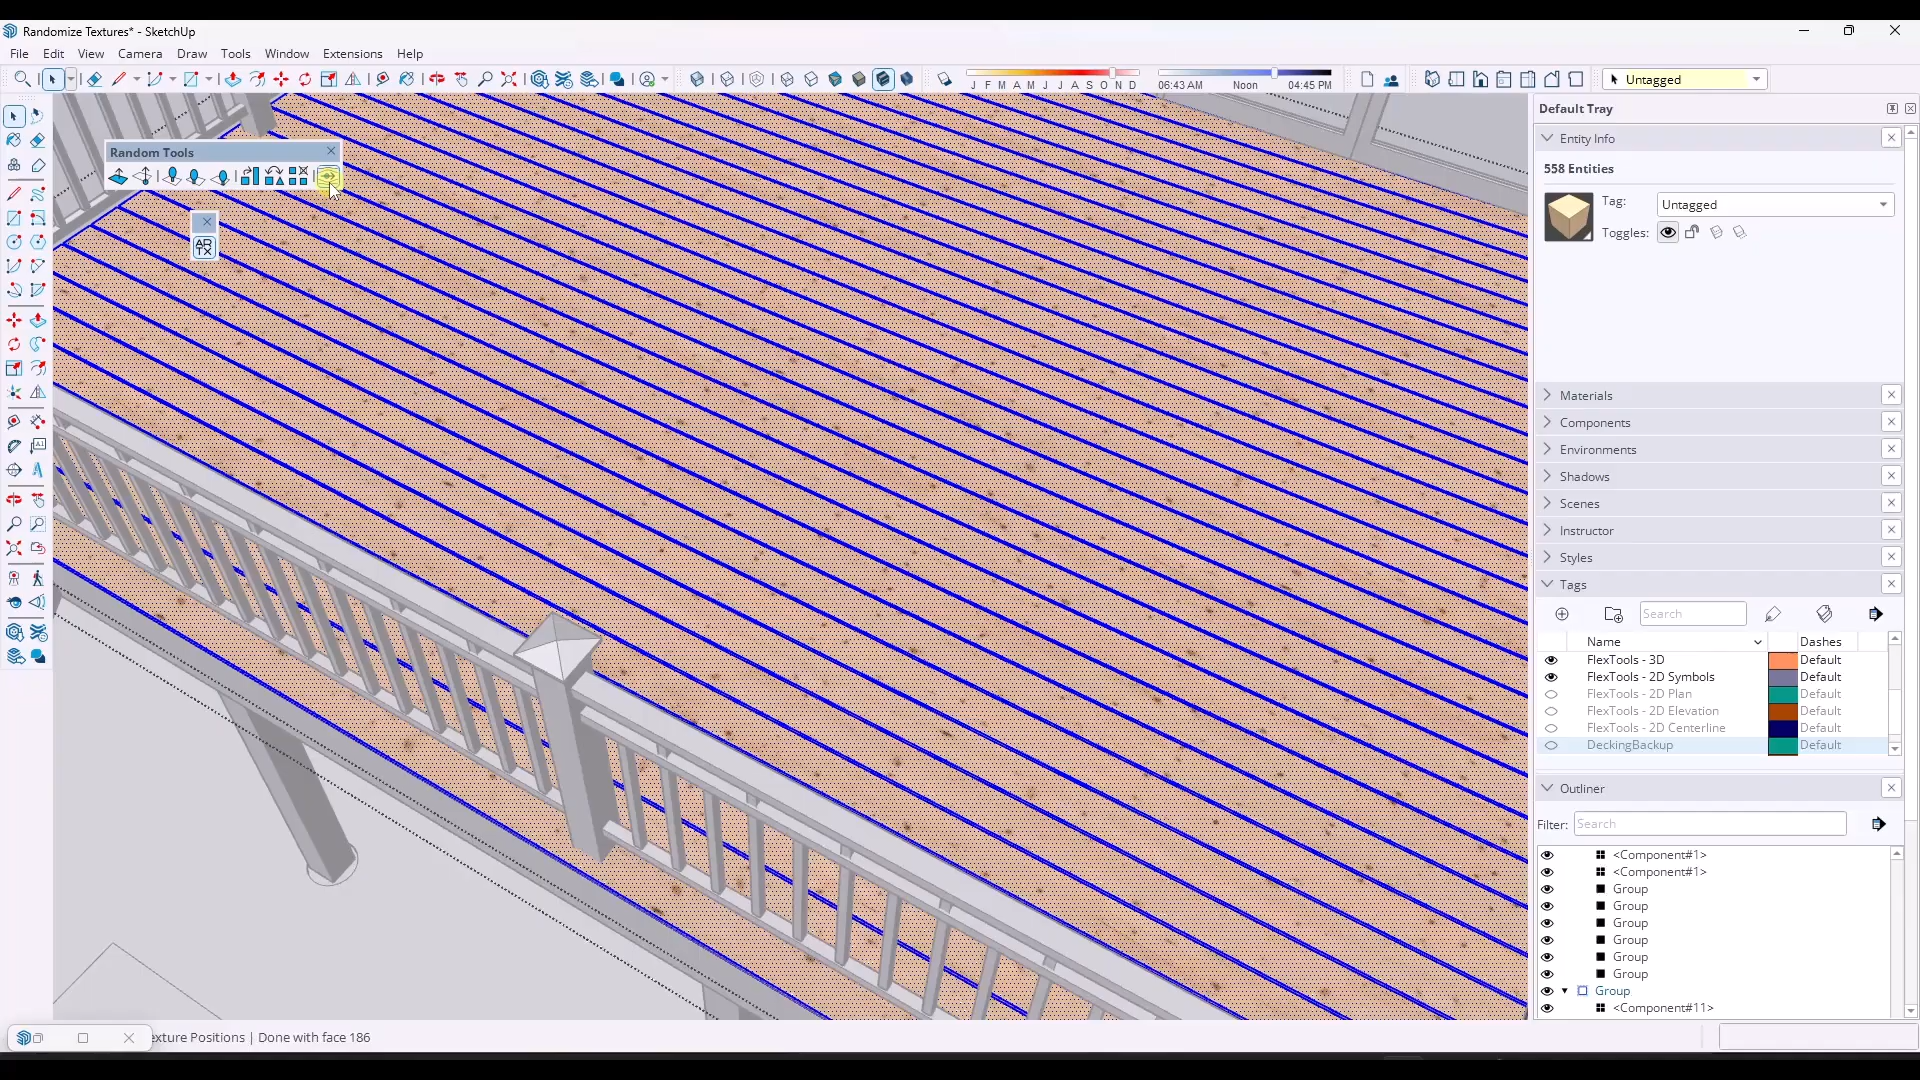 Randomize Textures* - SketchUp
File Edit View Camera Draw Tools Window Extensions Help
J F M A M J J A S O N D
06:43 AM Noon 04:45 PM
Untagged
Default Tray
Random Tools
Entity Info
558 Entities
Tag: Untagged
Toggles:
AR
TX
Materials
Components
Environments
Shadows
Scenes
Instructor
Styles
Tags
Search
Name Dashes
FlexTools - 3D Default
FlexTools - 2D Symbols Default
FlexTools - 2D Plan Default
FlexTools - 2D Elevation Default
FlexTools - 2D Centerline Default
DeckingBackup Default
Outliner
Filter: Search
<Component#1>
<Component#1>
Group
Group
Group
Group
Group
Group
Group
<Component#11>
exture Positions | Done with face 186